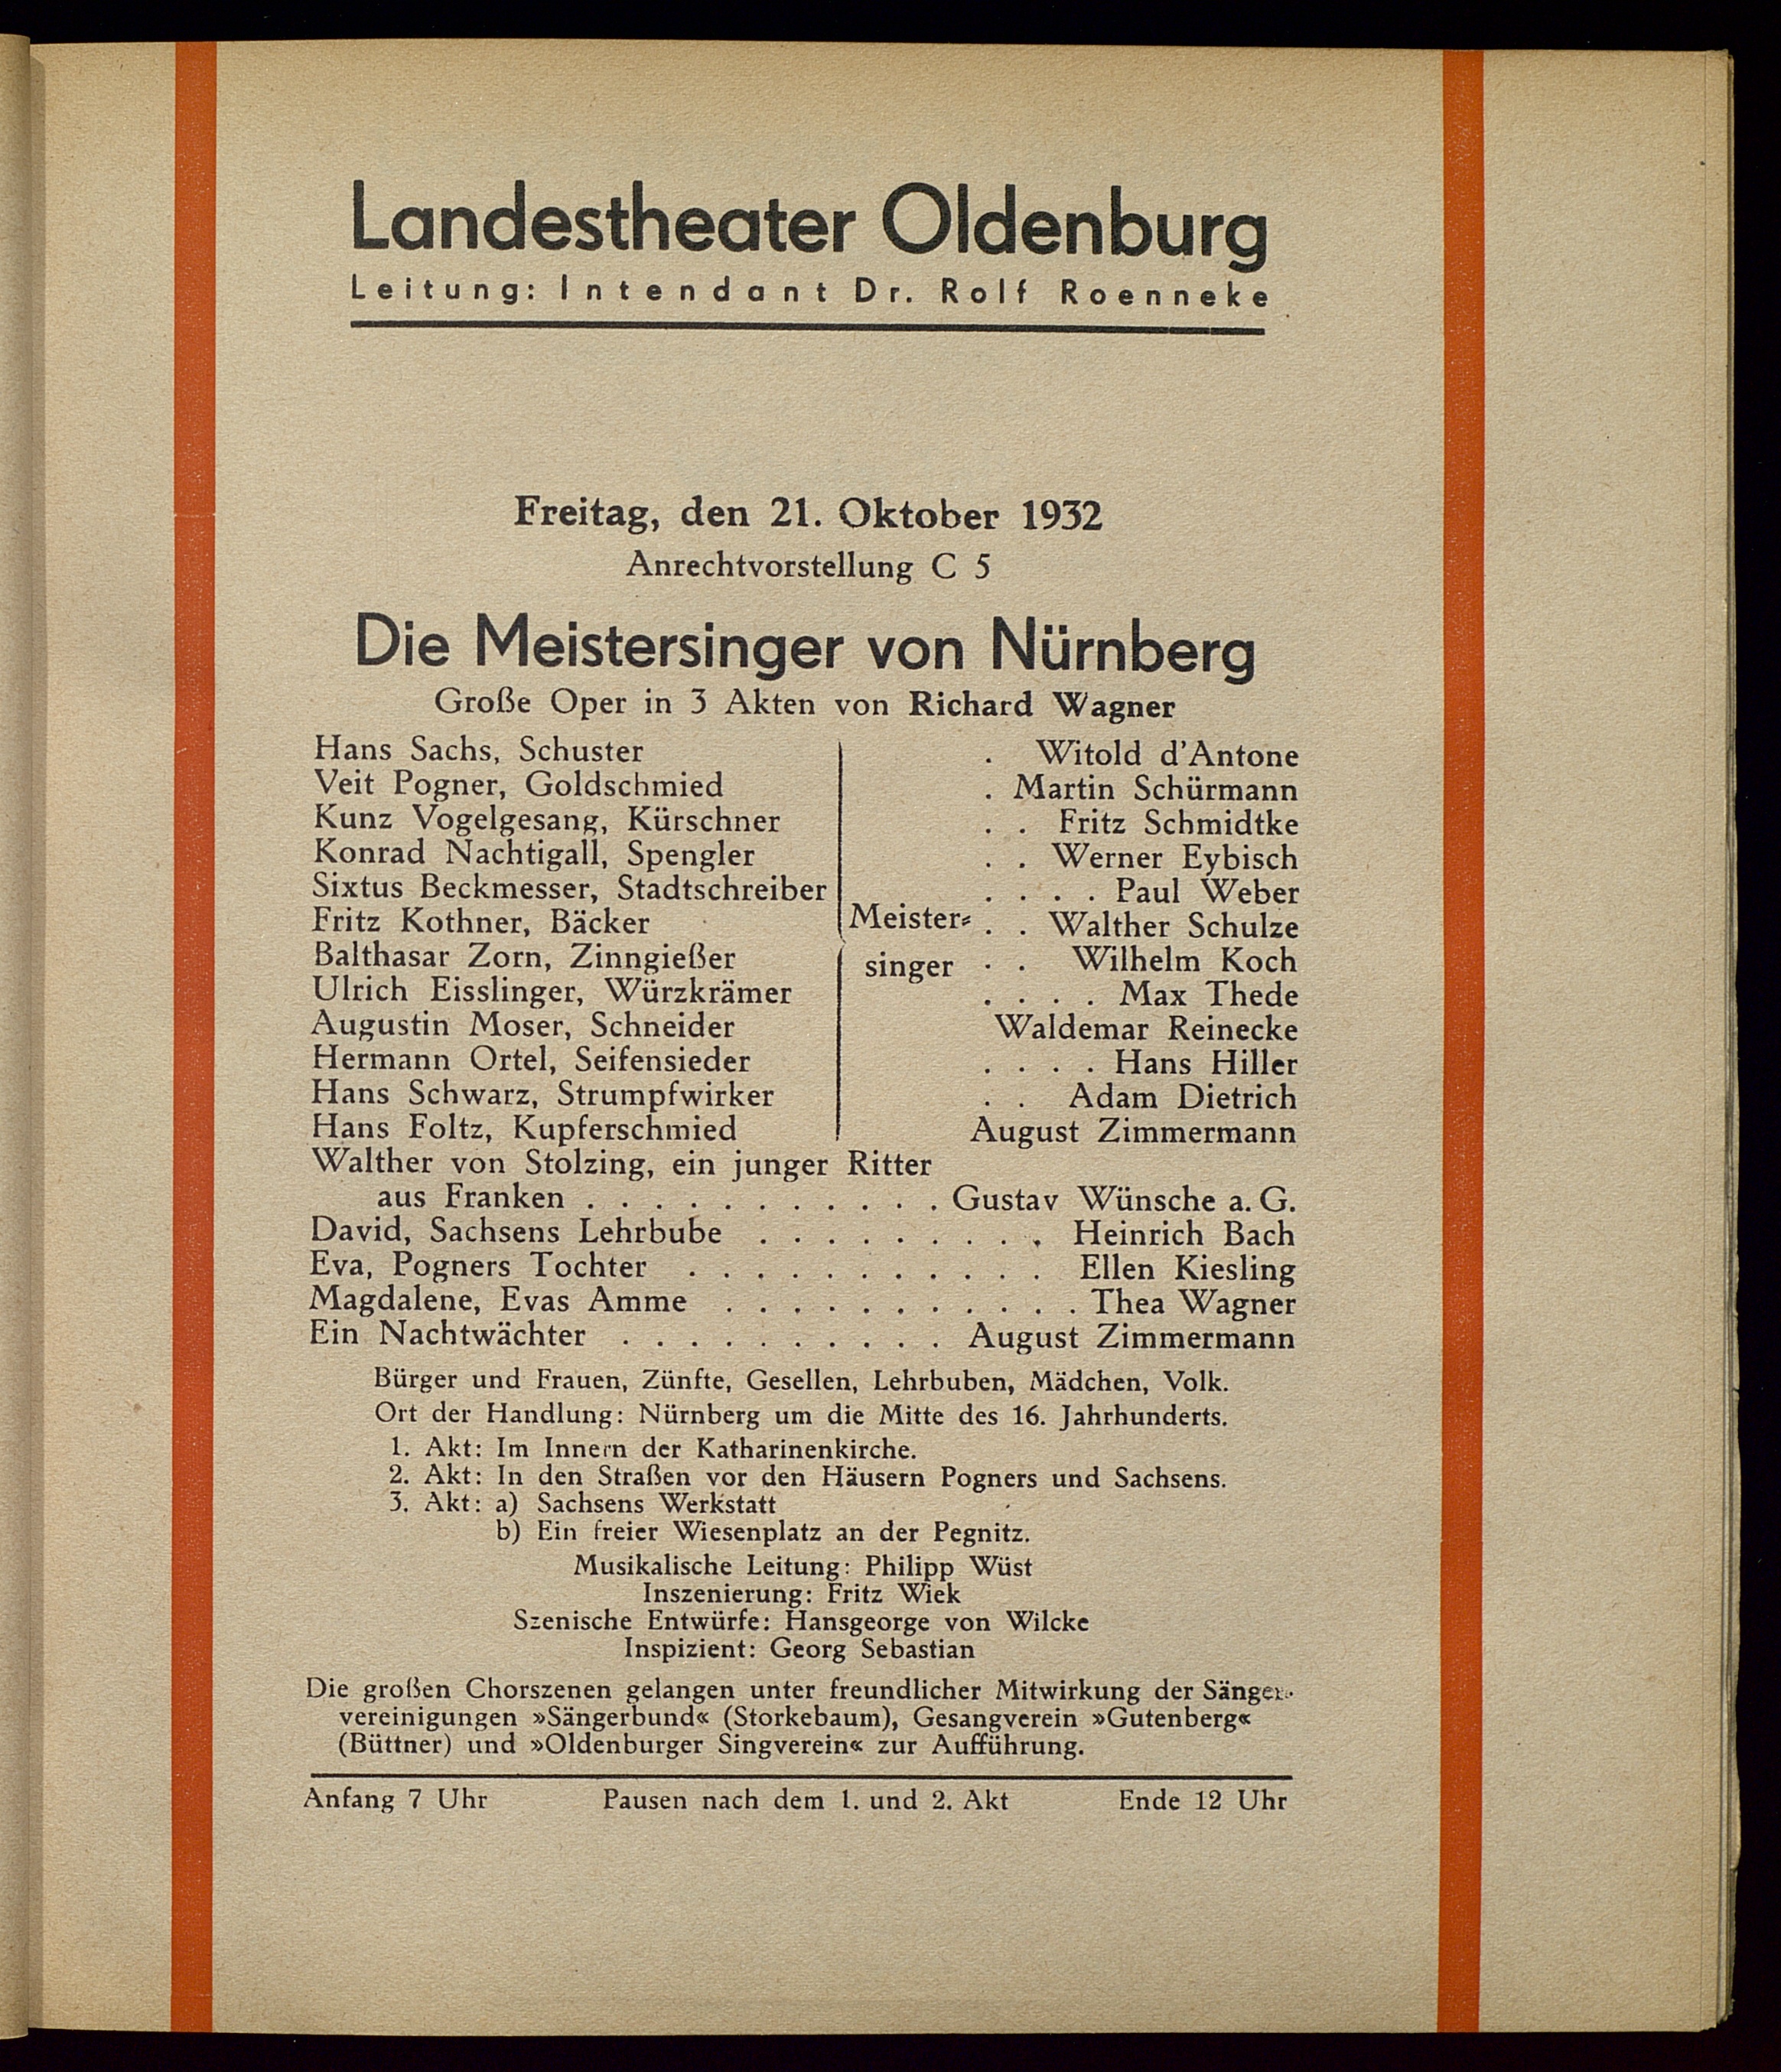 Landestheater Oldenburg
Leitung: Intendant Dr. Rolf Roenneke
Freitag, den 21. Oktober 1932
Anrechtvorstellung C 5
Die Meistersinger von Nürnberg
Große Oper in 3 Akten von Richard Wagner
Hans Sachs, Schuster . Witold d'Antone
Veit Pogner, Goldschmied . Martin Schürmann
Kunz Vogelgesang, Kürschner . . Fritz Schmidtke
Konrad Nachtigall, Spengler . . Werner Eybisch
Sixtus Beckmesser, Stadtschreiber . . . . Paul Weber
Fritz Kothner, Bäcker Meister= . . Walther Schulze
Balthasar Zorn, Zinngießer singer . . Wilhelm Koch
Ulrich Eisslinger, Würzkrämer . . . . Max Thede
Augustin Moser, Schneider Waldemar Reinecke
Hermann Ortel, Seifensieder . . . . Hans Hiller
Hans Schwarz, Strumpfwirker . . Adam Dietrich
Hans Foltz, Kupferschmied August Zimmermann
Walther von Stolzing, ein junger Ritter
aus Franken . . . . . . . . . . . Gustav Wünsche a. G.
David, Sachsens Lehrbube . . . . . . . . . Heinrich Bach
Eva, Pogners Tochter . . . . . . . . . . . Ellen Kiesling
Magdalene, Evas Amme . . . . . . . . . . . Thea Wagner
Ein Nachtwächter . . . . . . . . . . August Zimmermann
Bürger und Frauen, Zünfte, Gesellen, Lehrbuben, Mädchen, Volk.
Ort der Handlung: Nürnberg um die Mitte des 16. Jahrhunderts.
1. Akt: Im Innern der Katharinenkirche.
2. Akt: In den Straßen vor den Häusern Pogners und Sachsens.
3. Akt: a) Sachsens Werkstatt
b) Ein freier Wiesenplatz an der Pegnitz.
Musikalische Leitung: Philipp Wüst
Inszenierung: Fritz Wiek
Szenische Entwürfe: Hansgeorge von Wilcke
Inspizient: Georg Sebastian
Die großen Chorszenen gelangen unter freundlicher Mitwirkung der Sänger=
vereinigungen »Sängerbund« (Storkebaum), Gesangverein »Gutenberg«
(Büttner) und »Oldenburger Singverein« zur Aufführung.
Anfang 7 Uhr Pausen nach dem 1. und 2. Akt Ende 12 Uhr